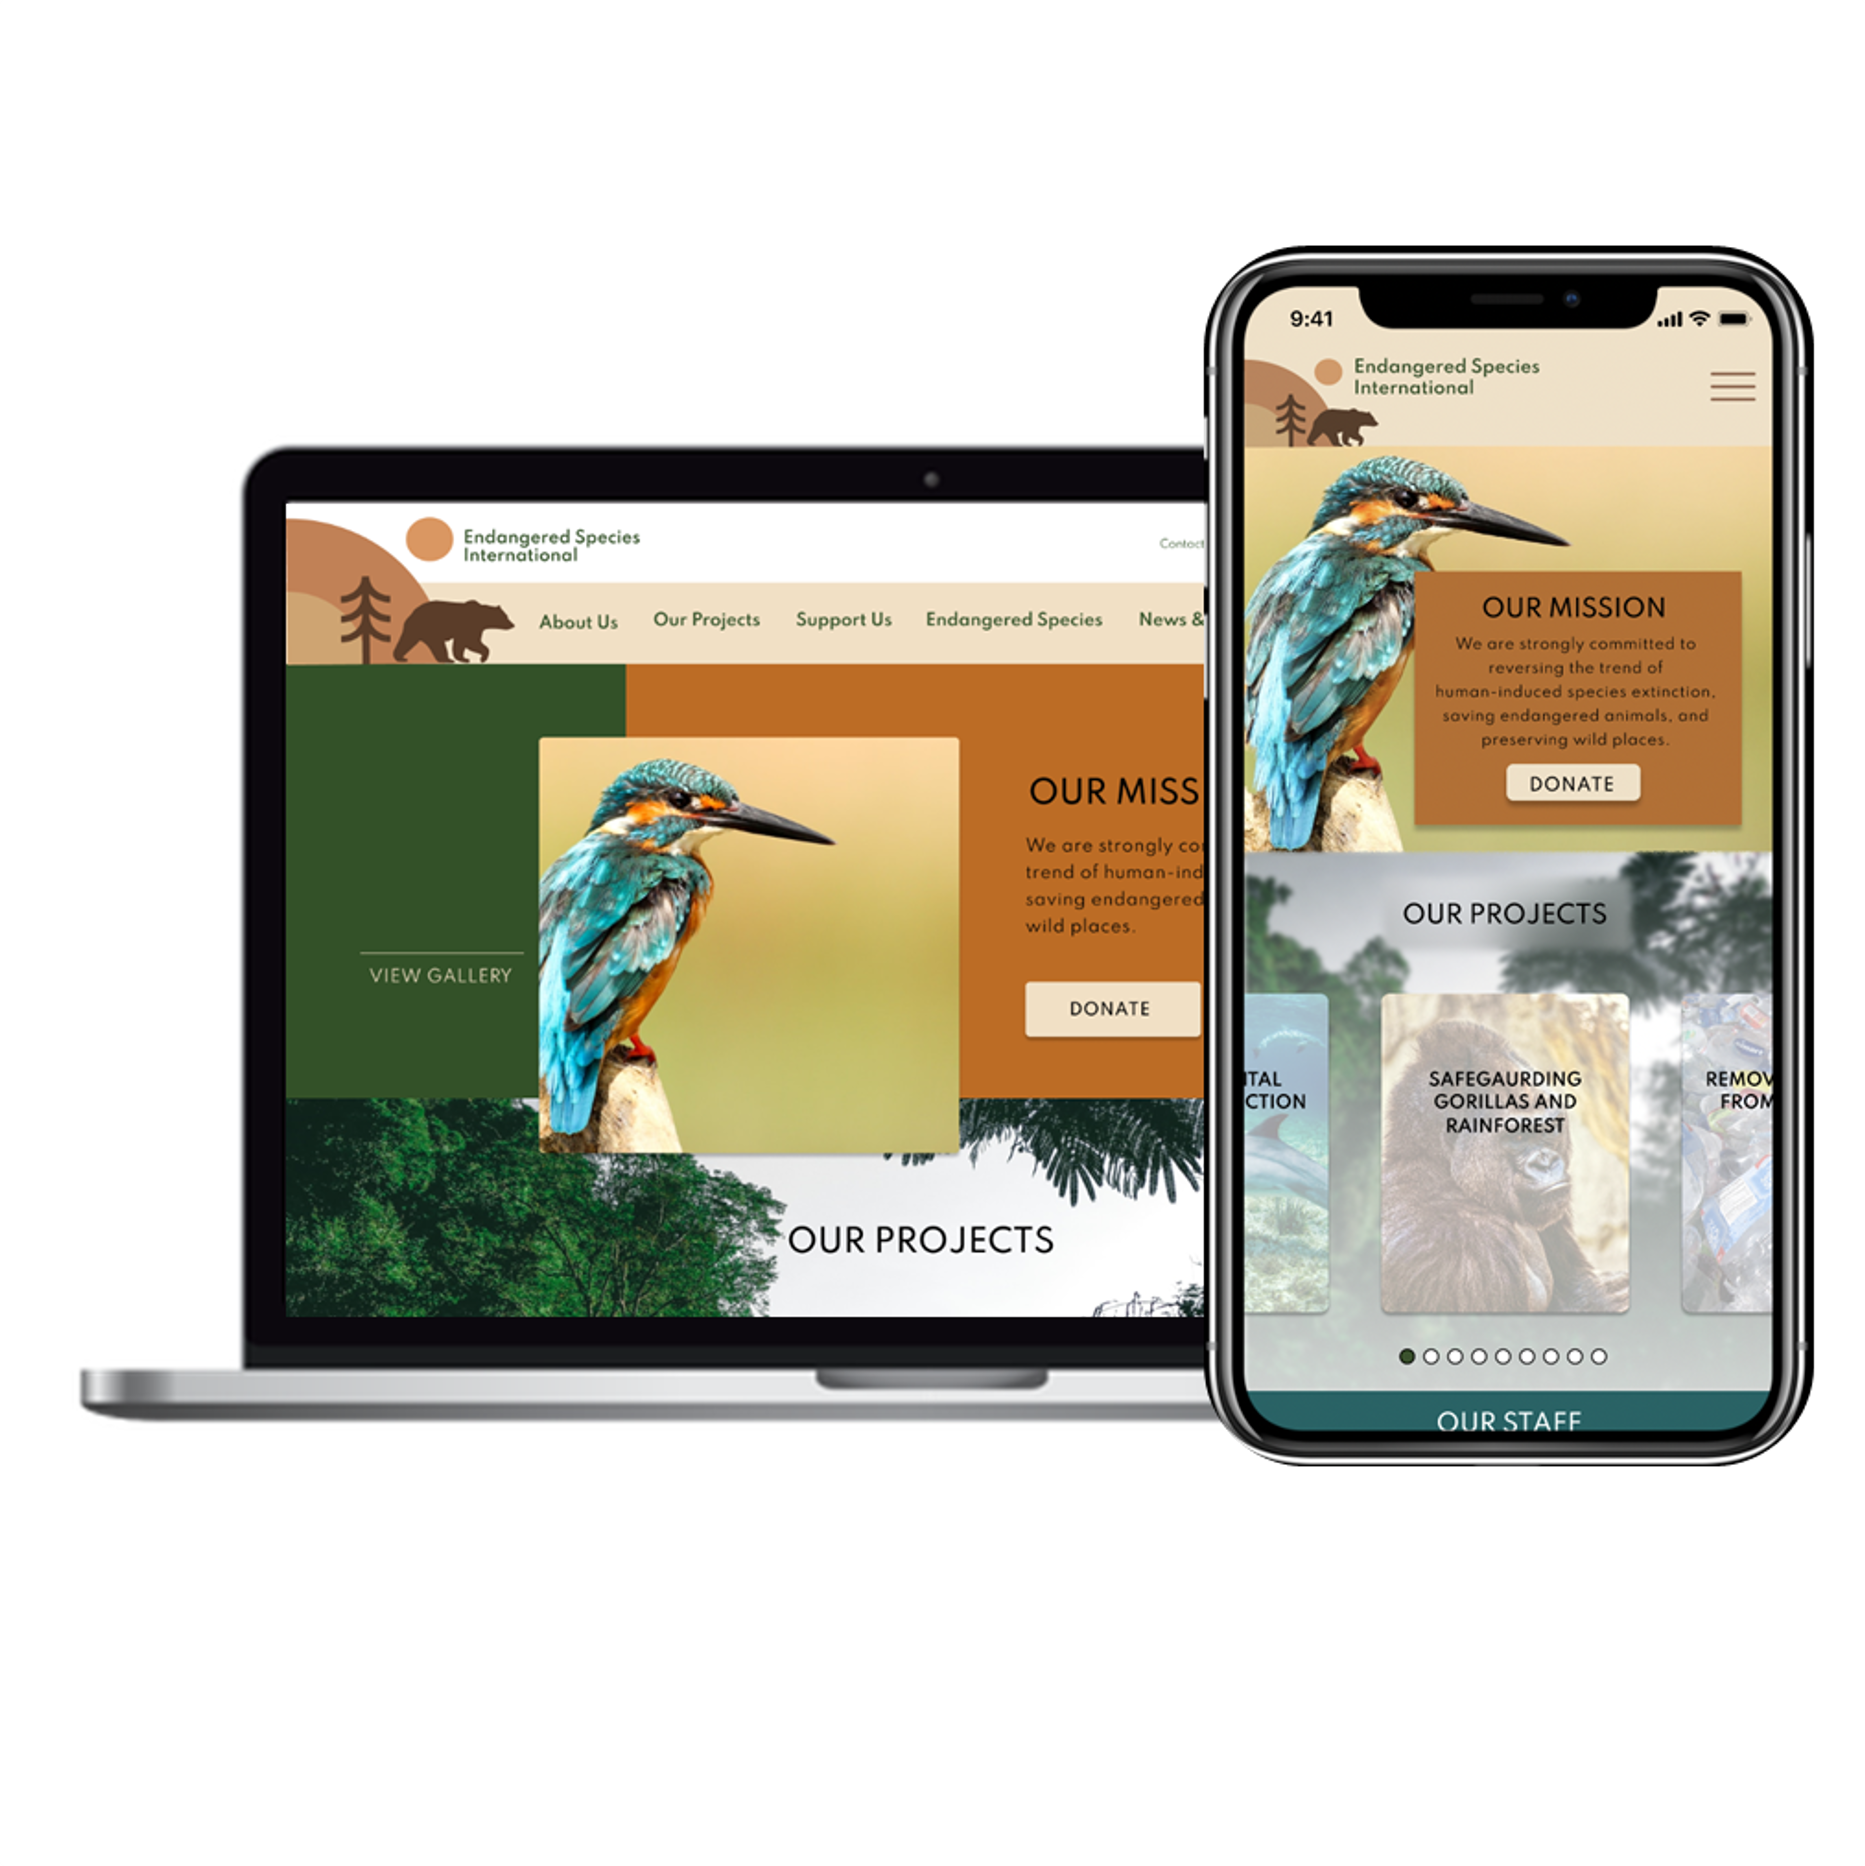 Endangered Species
International
Contact
About Us
Our Projects
Support Us
Endangered Species
News &
OUR MISS
We are strongly co
trend of human-ind
saving endangered
wild places.
DONATE
VIEW GALLERY
OUR PROJECTS
9:41
Endangered Species
International
OUR MISSION
We are strongly committed to
reversing the trend of
human-induced species extinction,
saving endangered animals, and
preserving wild places.
DONATE
OUR PROJECTS
TAL
CTION
SAFEGAURDING
GORILLAS AND
RAINFOREST
REMOV
FROM
OUR STAFF